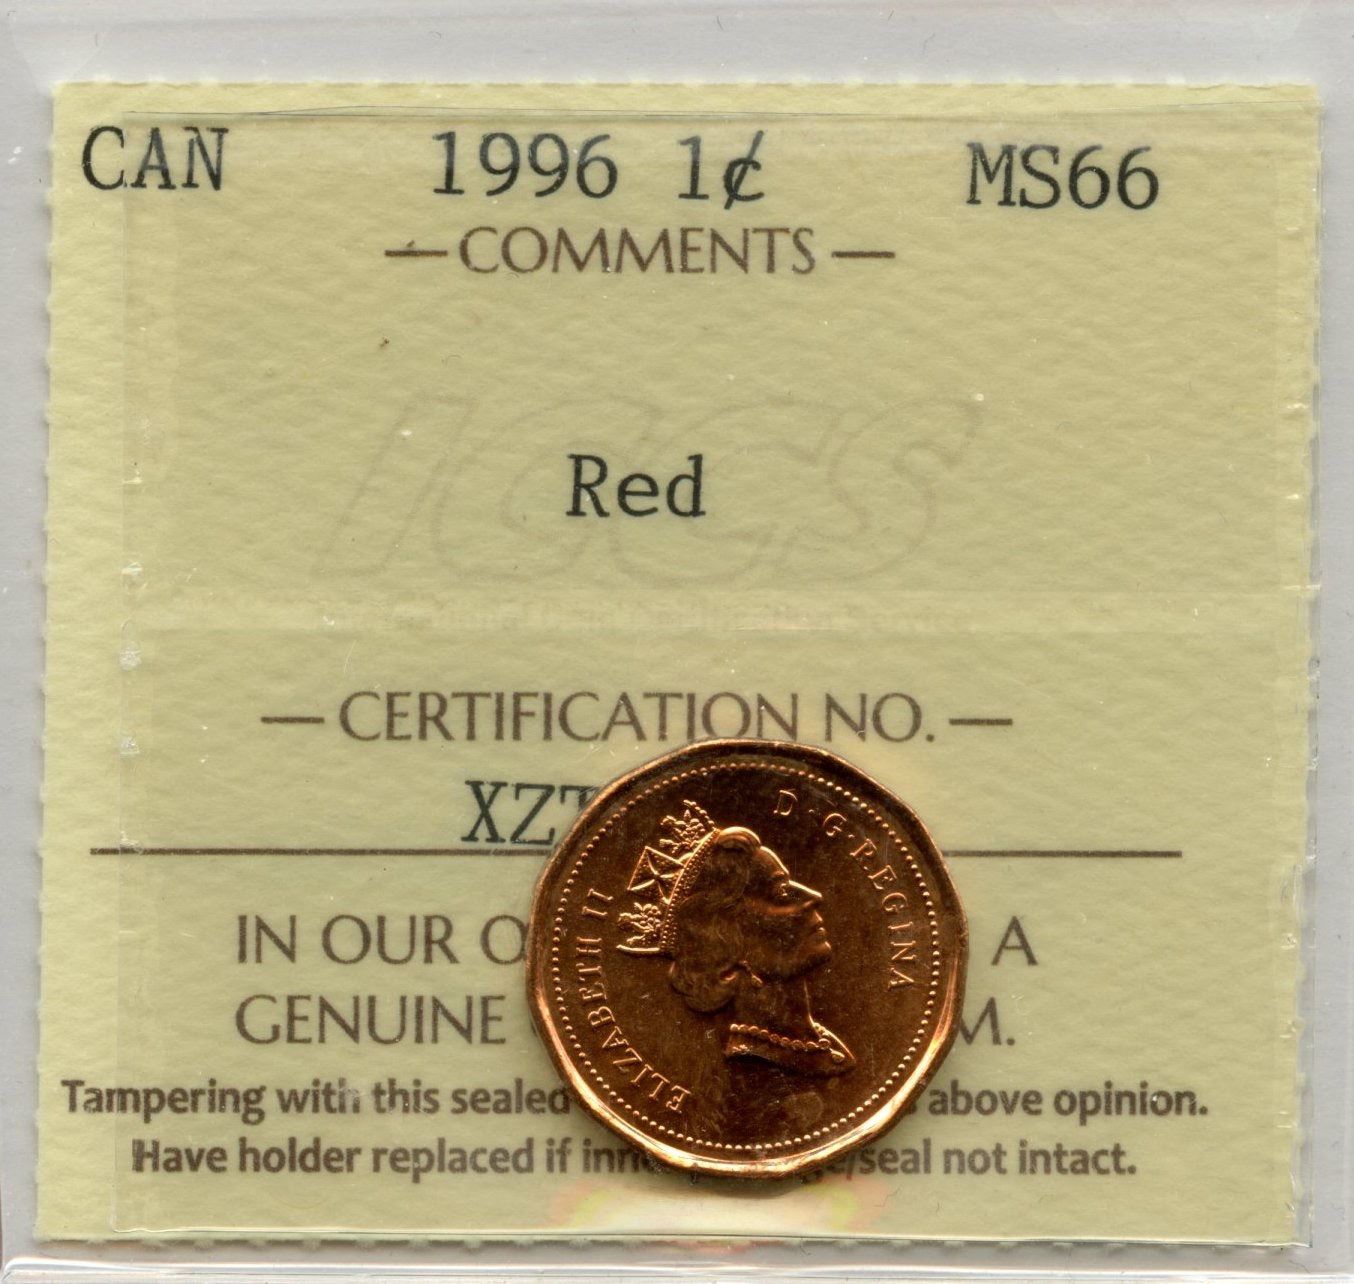 CAN 1996 1¢ MS66
— COMMENTS —
ICCS
Red
— CERTIFICATION NO. —
XZ
IN OUR A
GENUINE M.
Tampering with this sealed above opinion.
Have holder replaced if seal not intact.
ELIZABETH II D·G·REGINA